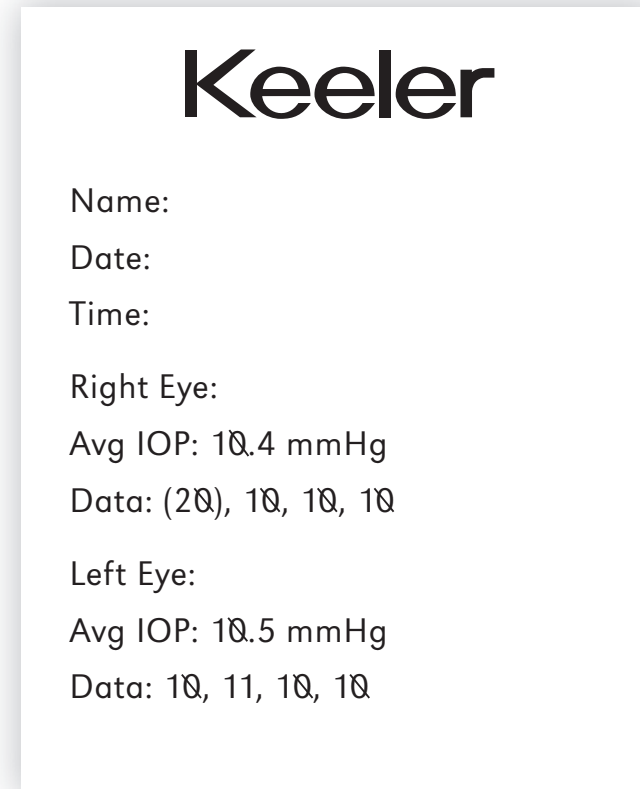 Keeler
Name:
Date:
Time:
Right Eye:
Avg IOP: 10.4 mmHg
Data: (20), 10, 10, 10
Left Eye:
Avg IOP: 10.5 mmHg
Data: 10, 11, 10, 10